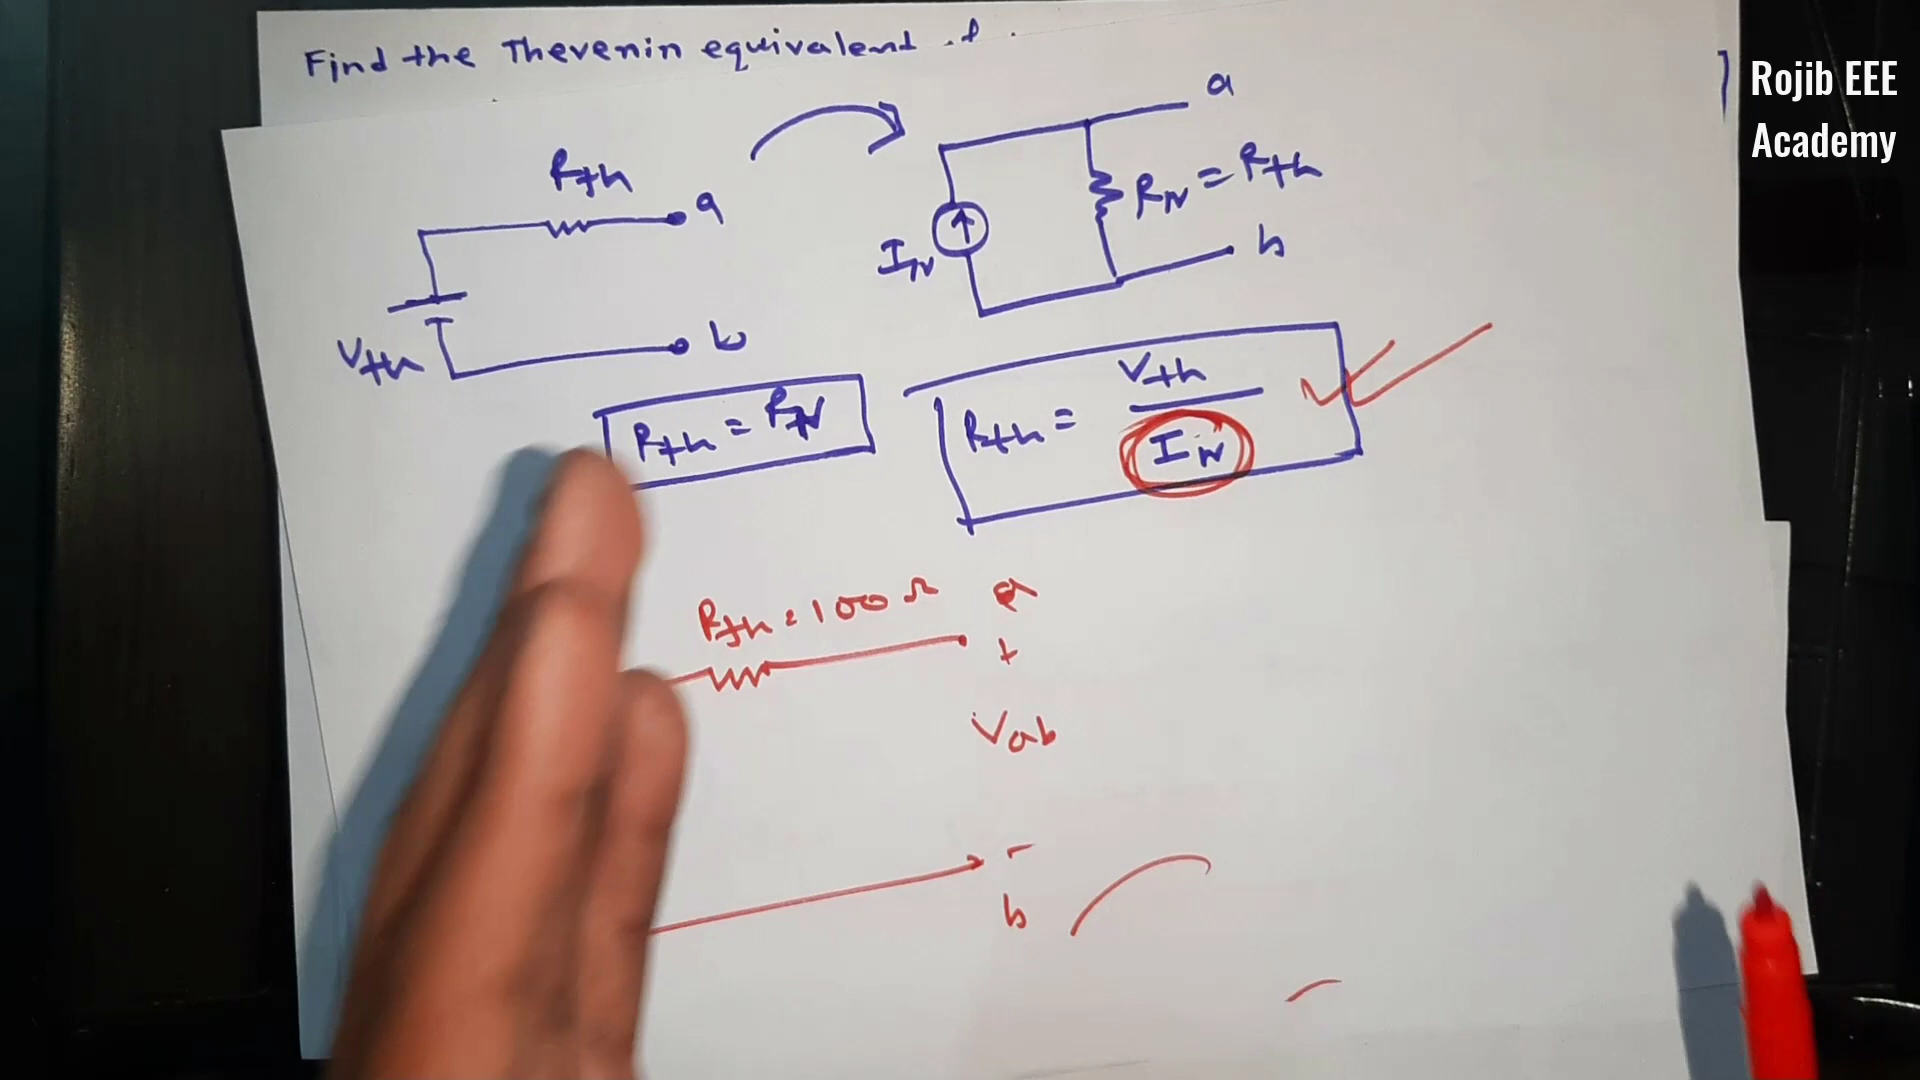 Find the Thevenin equivalent
Rojib EEE
Academy
Rth
a
Vth
b
a
IN
RN = Rth
b
Rth = RN
Rth = Vth / IN
Rth = 100 Ω
a
+
Vab
-
b